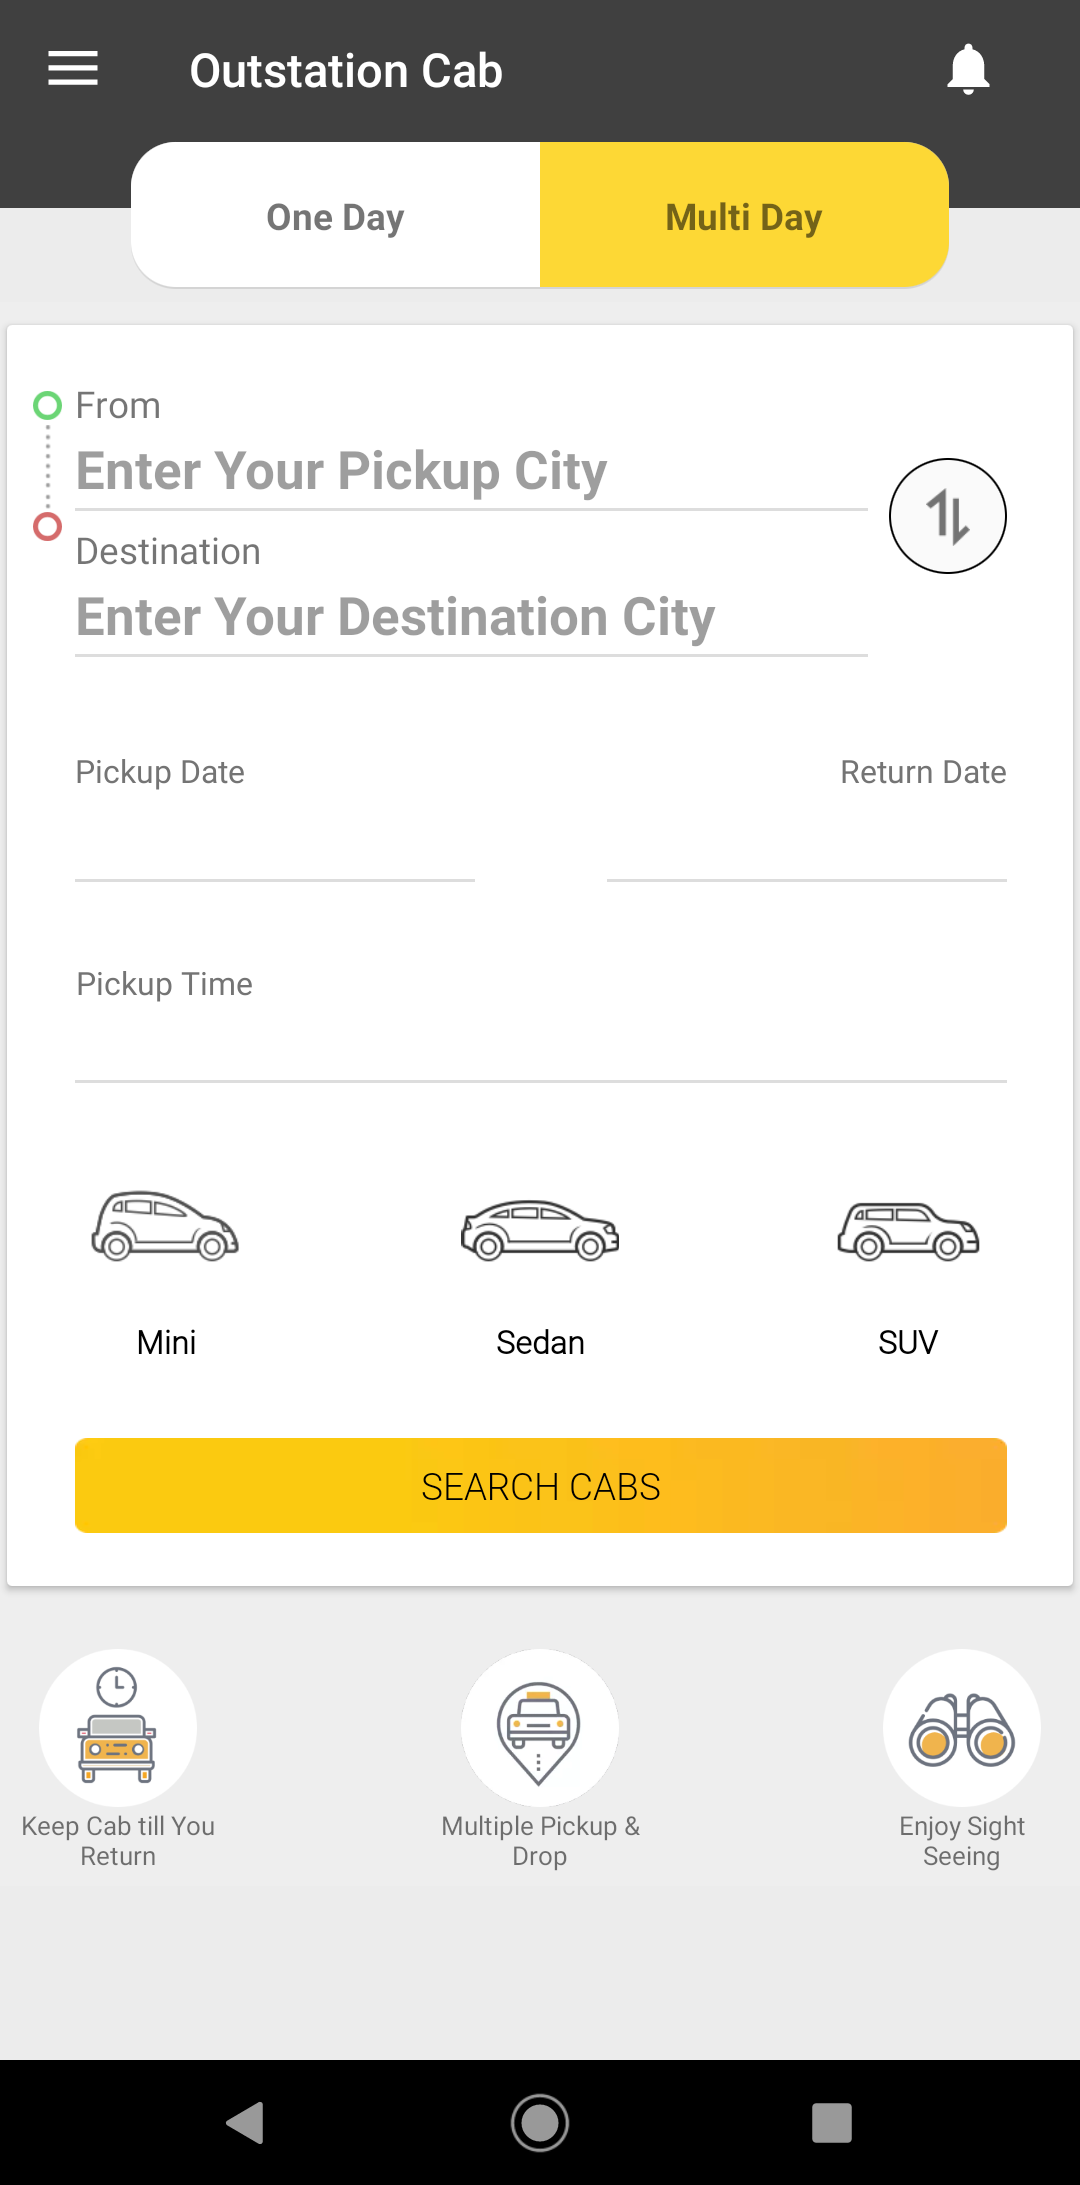 Outstation Cab
One Day
Multi Day
From
Enter Your Pickup City
Destination
Enter Your Destination City
Pickup Date
Return Date
Pickup Time
Mini
Sedan
SUV
SEARCH CABS
Keep Cab till You
Return
Multiple Pickup &
Drop
Enjoy Sight
Seeing